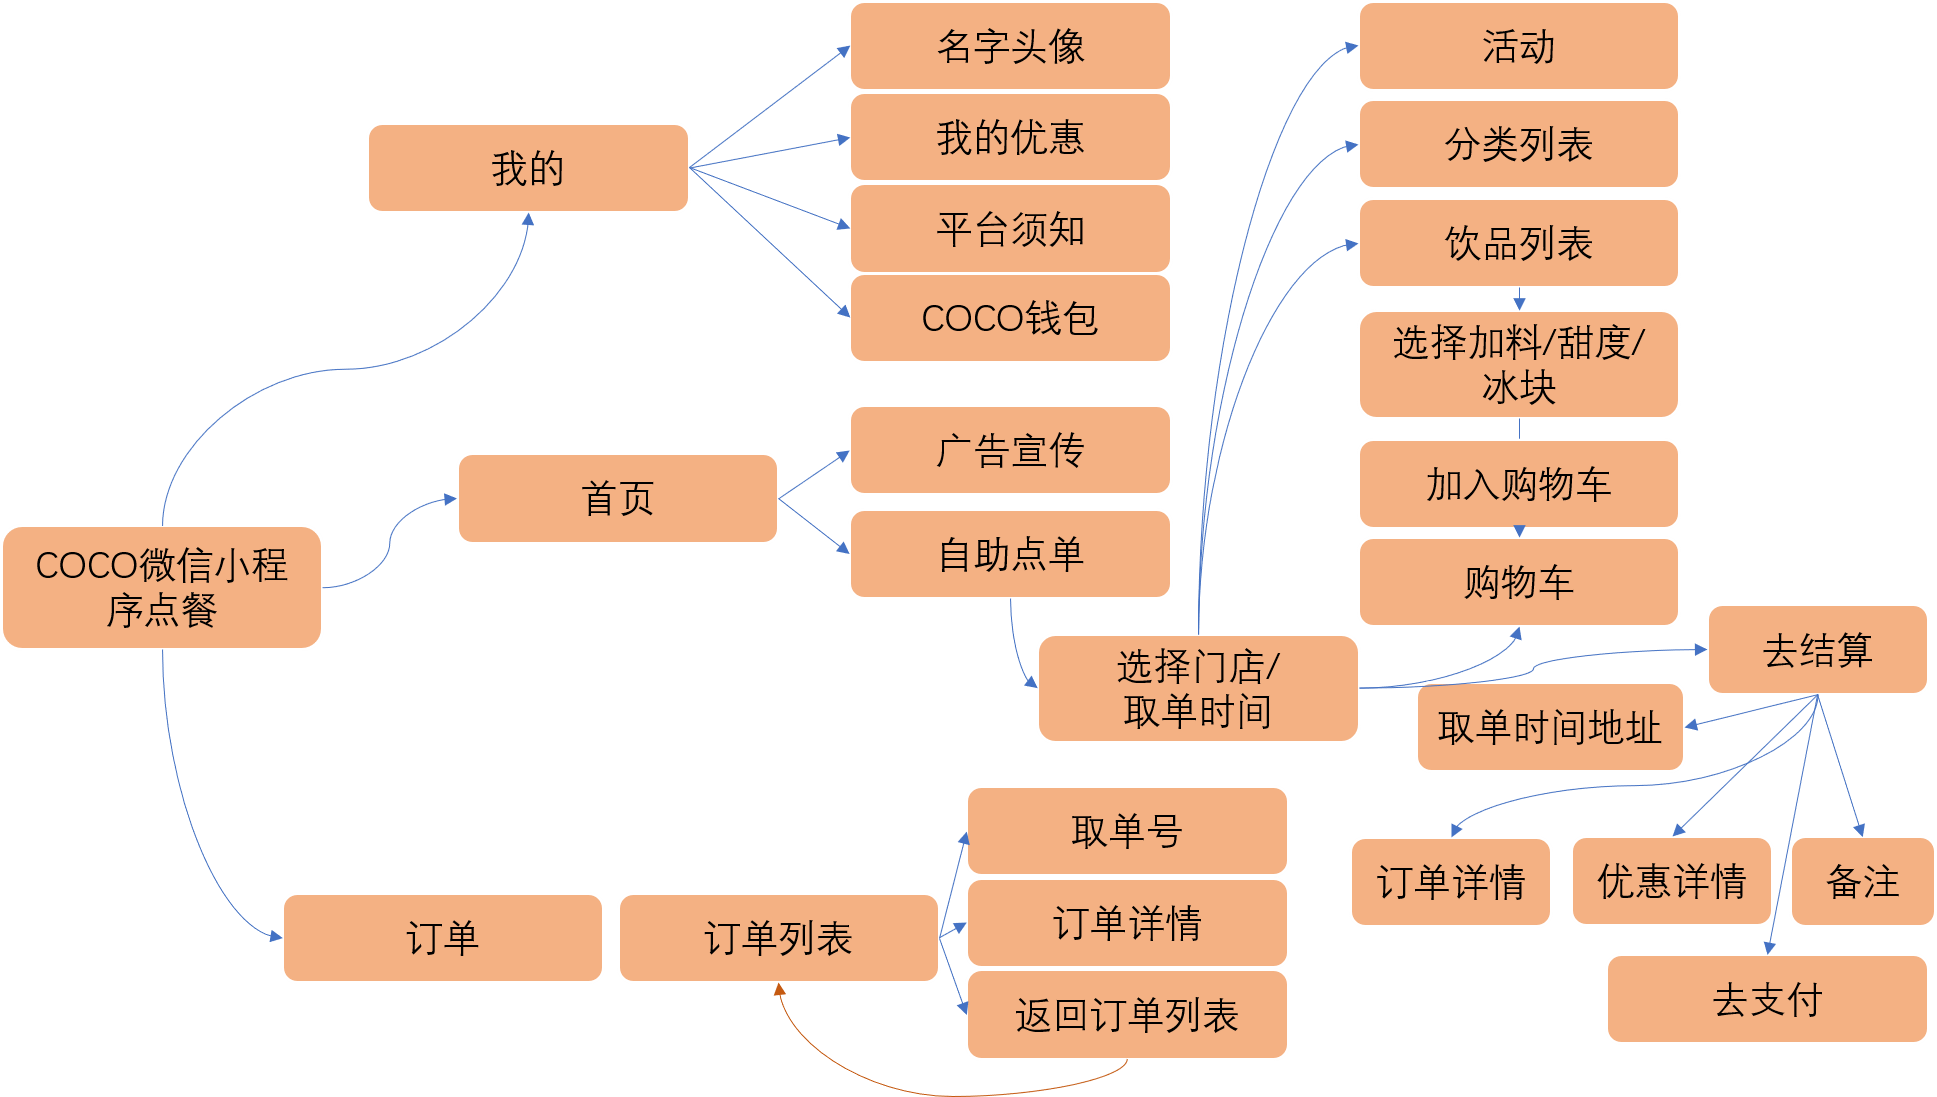 COCO微信小程
序点餐
我的
名字头像
我的优惠
平台须知
COCO钱包
首页
广告宣传
自助点单
选择门店/
取单时间
活动
分类列表
饮品列表
选择加料/甜度/
冰块
加入购物车
购物车
去结算
取单时间地址
订单详情
优惠详情
备注
去支付
订单
订单列表
取单号
订单详情
返回订单列表